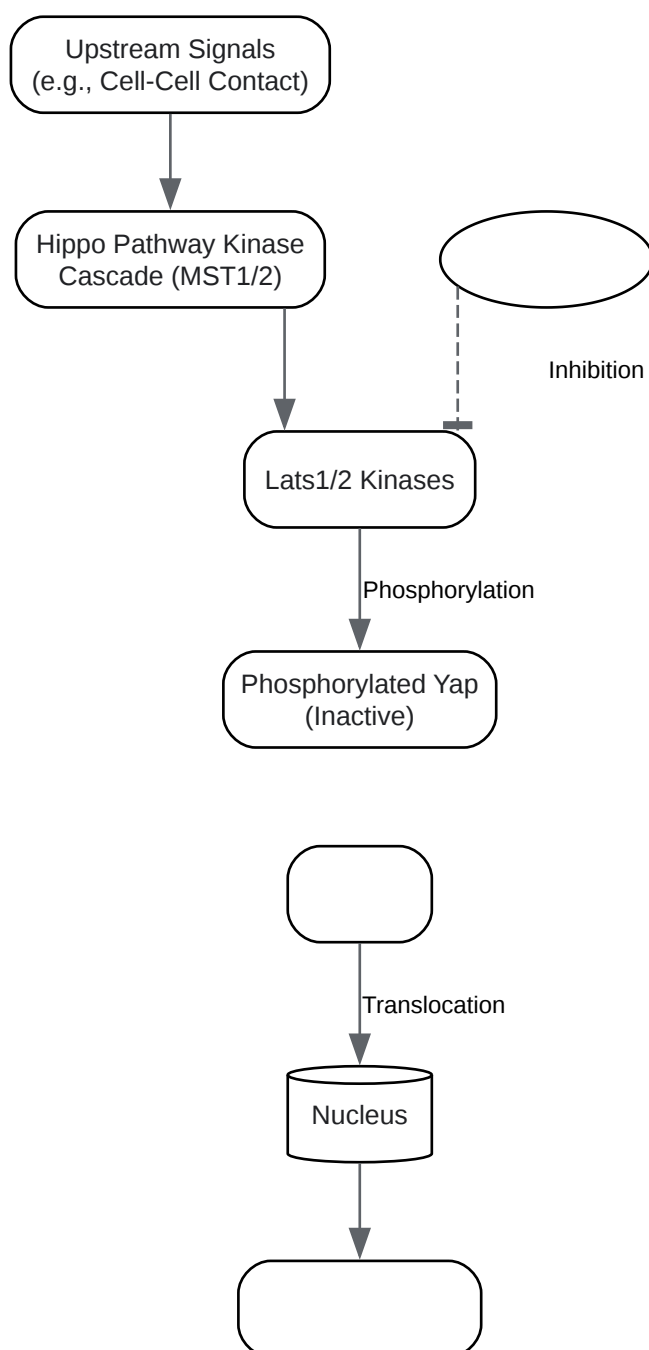 Upstream Signals
(e.g., Cell-Cell Contact)
Hippo Pathway Kinase
Cascade (MST1/2)
Inhibition
Lats1/2 Kinases
Phosphorylation
Phosphorylated Yap
(Inactive)
Translocation
Nucleus